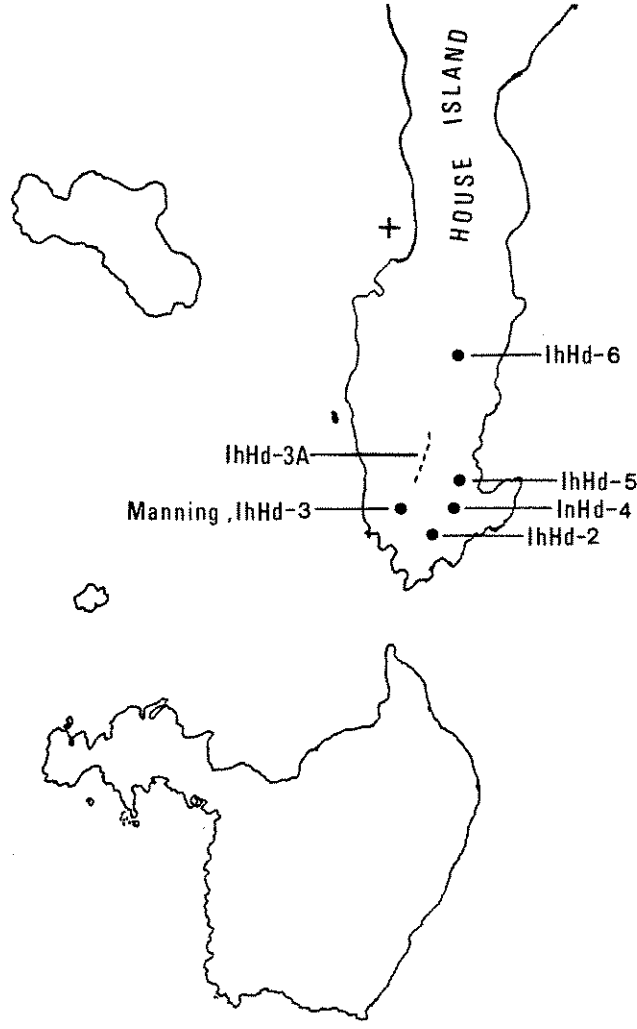 HOUSE ISLAND
IhHd-6
IhHd-3A
IhHd-5
Manning, IhHd-3
InHd-4
IhHd-2